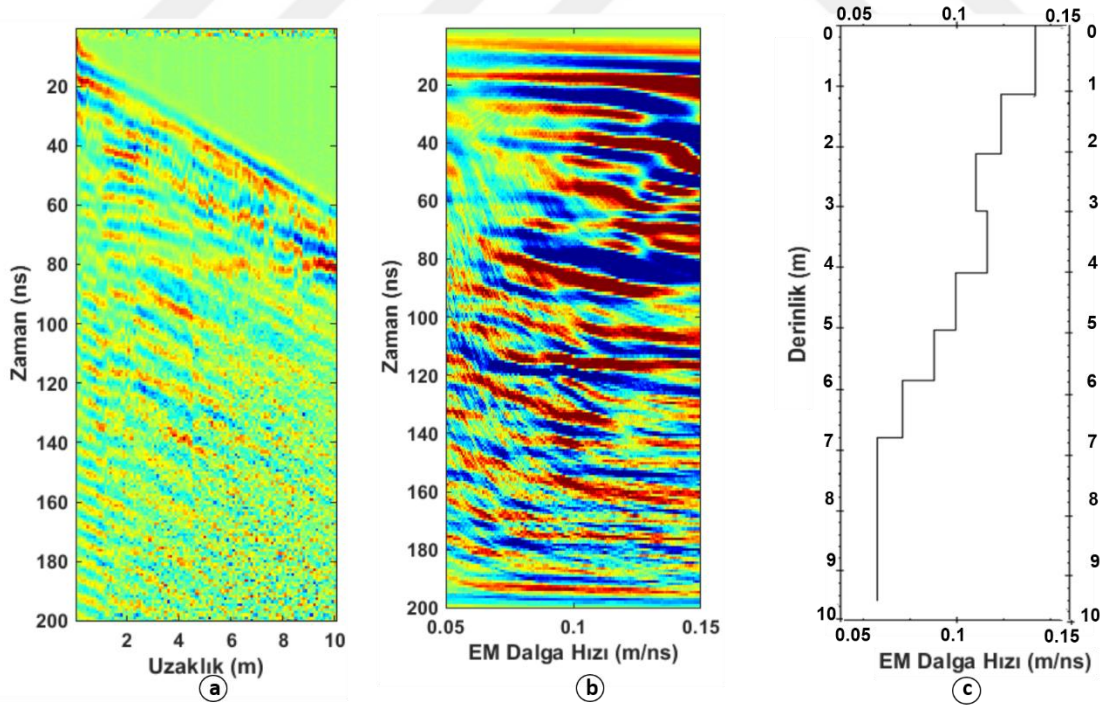 20
40
60
80
100
120
140
160
180
200
2 4 6 8 10
Zaman (ns)
Uzaklık (m)
a
20
40
60
80
100
120
140
160
180
200
0.05 0.1 0.15
Zaman (ns)
EM Dalga Hızı (m/ns)
b
0.05 0.1 0.15
0 0
1 1
2 2
3 3
4 4
5 5
6 6
7 7
8 8
9 9
10 10
0.05 0.1 0.15
Derinlik (m)
EM Dalga Hızı (m/ns)
c